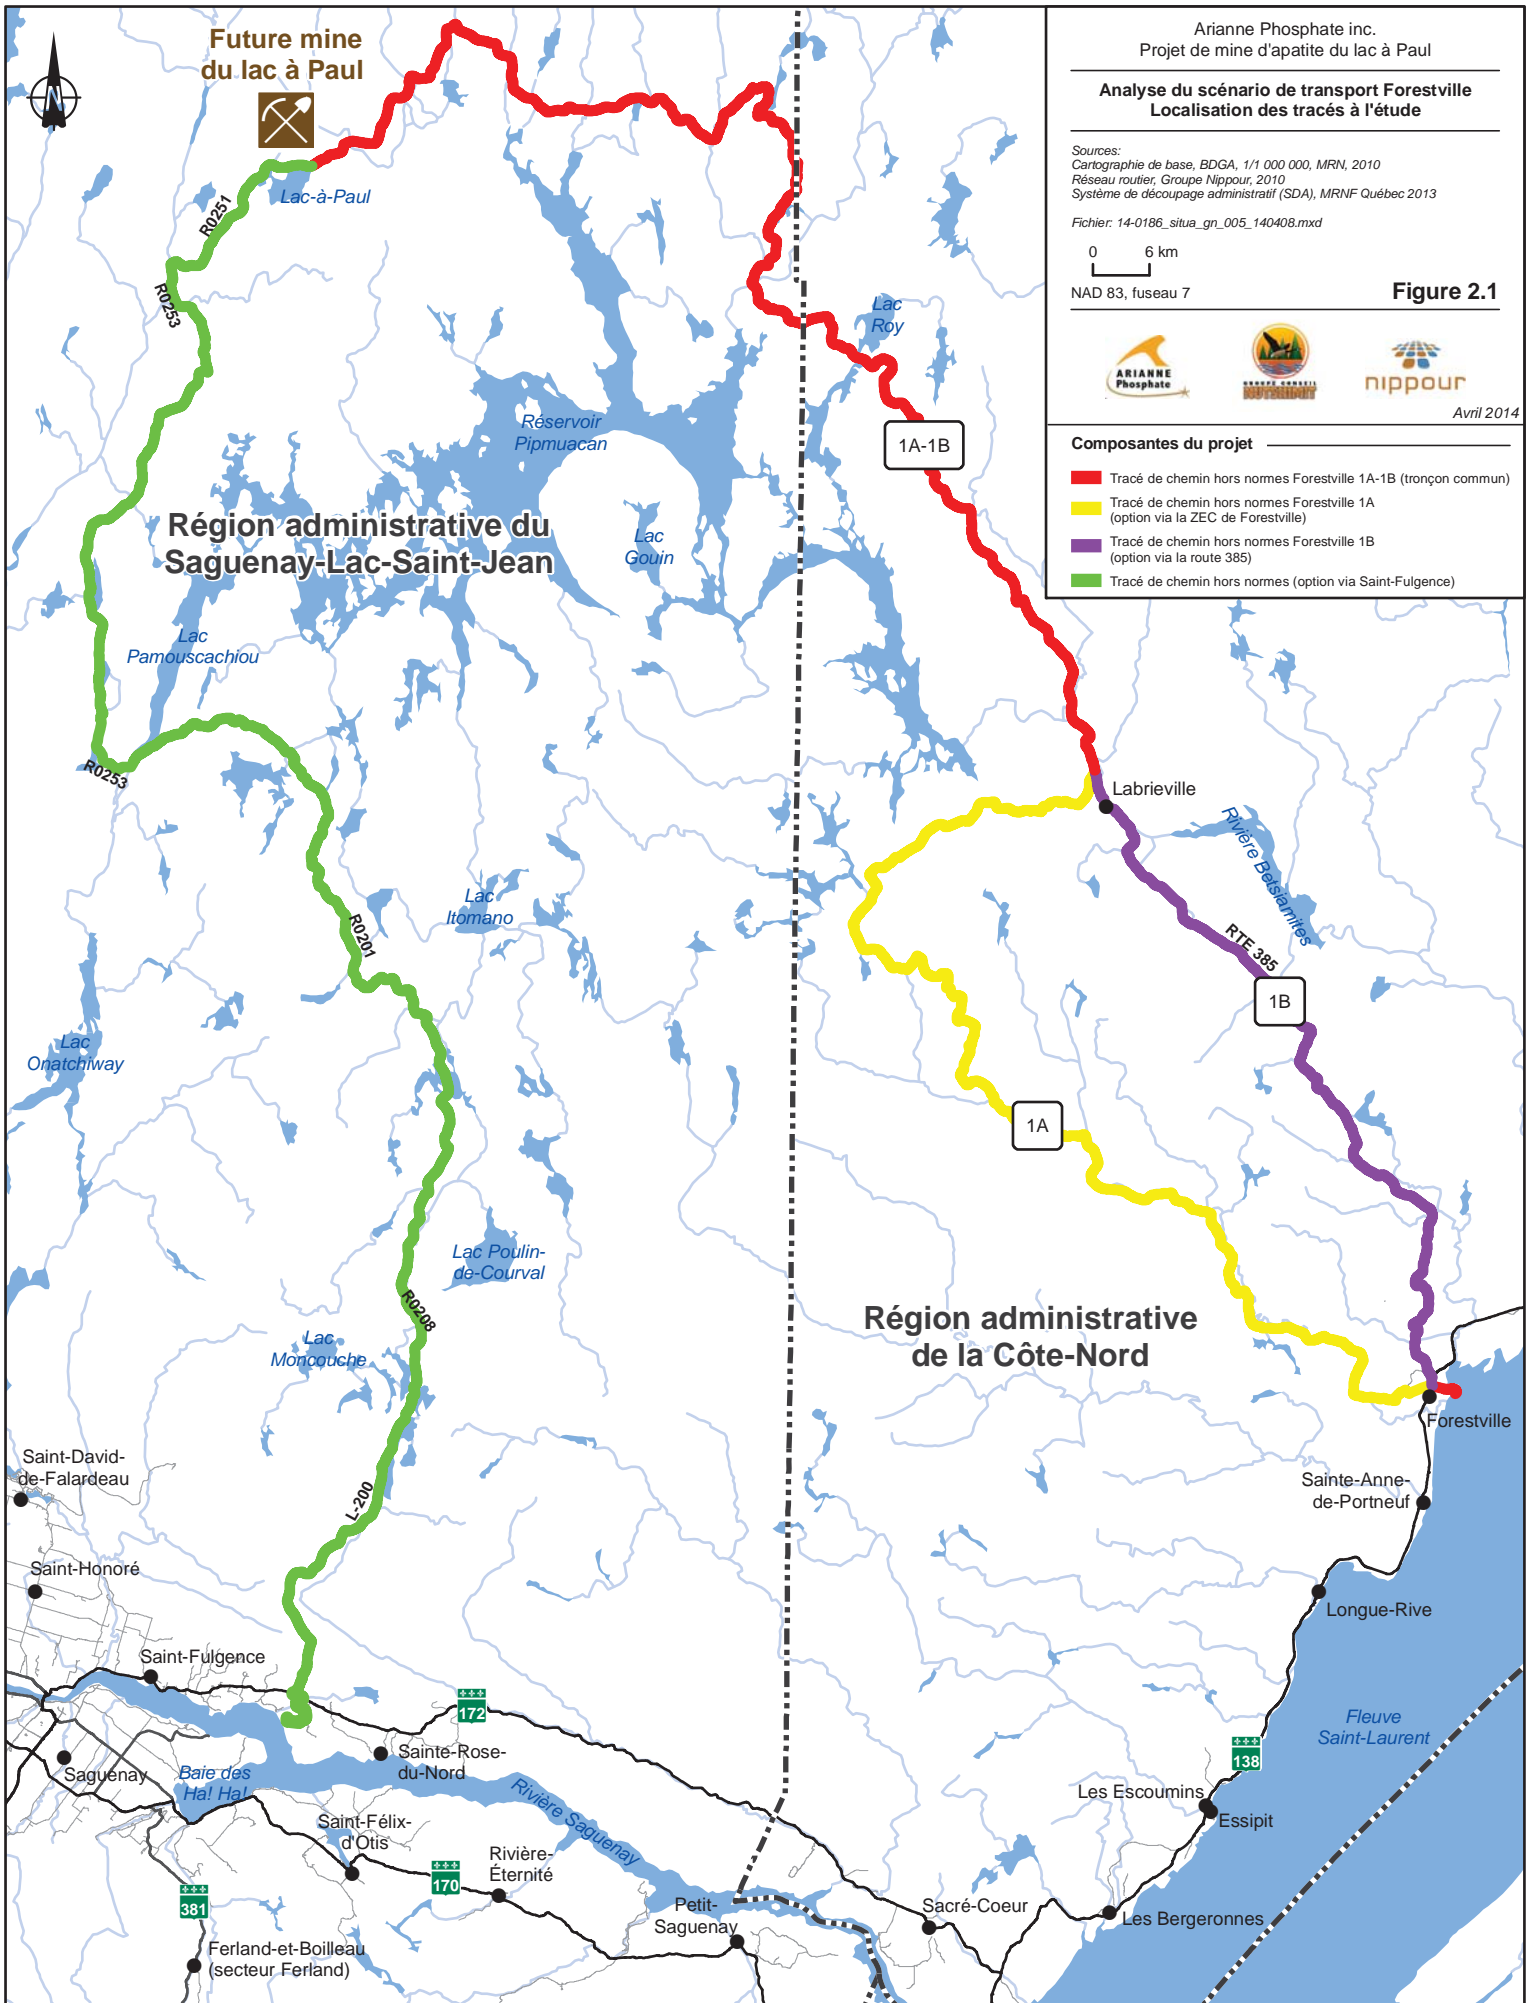 Future mine
du lac à Paul
N
Arianne Phosphate inc.
Projet de mine d'apatite du lac à Paul
Analyse du scénario de transport Forestville
Localisation des tracés à l'étude
Sources:
Cartographie de base, BDGA, 1/1 000 000, MRN, 2010
Réseau routier, Groupe Nippour, 2010
Système de découpage administratif (SDA), MRNF Québec 2013
Fichier: 14-0186_situa_gn_005_140408.mxd
0 6 km
NAD 83, fuseau 7
Figure 2.1
ARIANNE
Phosphate
GROUPE CONSEIL
NUTSHIMIT
nippour
Avril 2014
Composantes du projet
Tracé de chemin hors normes Forestville 1A-1B (tronçon commun)
Tracé de chemin hors normes Forestville 1A
(option via la ZEC de Forestville)
Tracé de chemin hors normes Forestville 1B
(option via la route 385)
Tracé de chemin hors normes (option via Saint-Fulgence)
Lac-à-Paul
R0251
R0253
Lac
Roy
Réservoir
Pipmuacan
1A-1B
Région administrative du
Saguenay-Lac-Saint-Jean
Lac
Gouin
Lac
Pamouscachiou
R0253
Labrieville
Rivière Betsiamites
Lac
Itomano
R0201
RTE 385
1B
Lac
Onatchiway
1A
Lac Poulin-
de-Courval
R0208
Lac
Moncouche
Région administrative
de la Côte-Nord
Forestville
Saint-David-
de-Falardeau
L-200
Sainte-Anne-
de-Portneuf
Saint-Honoré
Longue-Rive
Saint-Fulgence
172
Fleuve
Saint-Laurent
138
Saguenay
Baie des
Ha! Ha!
Sainte-Rose-
du-Nord
Rivière Saguenay
Les Escoumins
Essipit
Saint-Félix-
d'Otis
Rivière-
Éternité
170
381
Petit-
Saguenay
Sacré-Coeur
Les Bergeronnes
Ferland-et-Boilleau
(secteur Ferland)